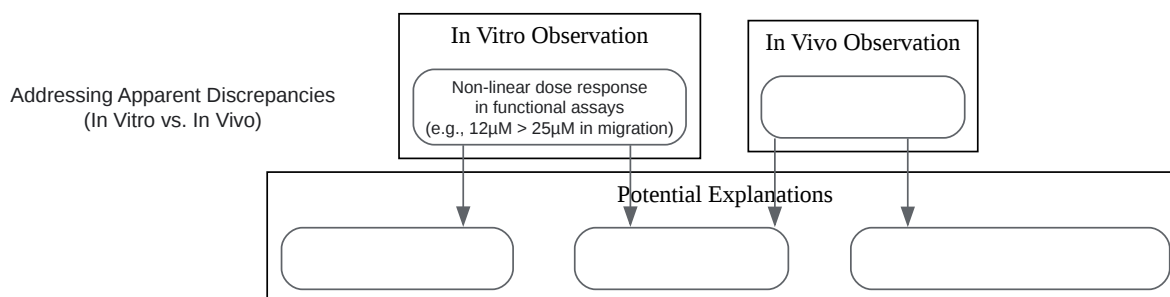 Addressing Apparent Discrepancies
(In Vitro vs. In Vivo)
In Vitro Observation
Non-linear dose response
in functional assays
(e.g., 12µM > 25µM in migration)
In Vivo Observation
Potential Explanations